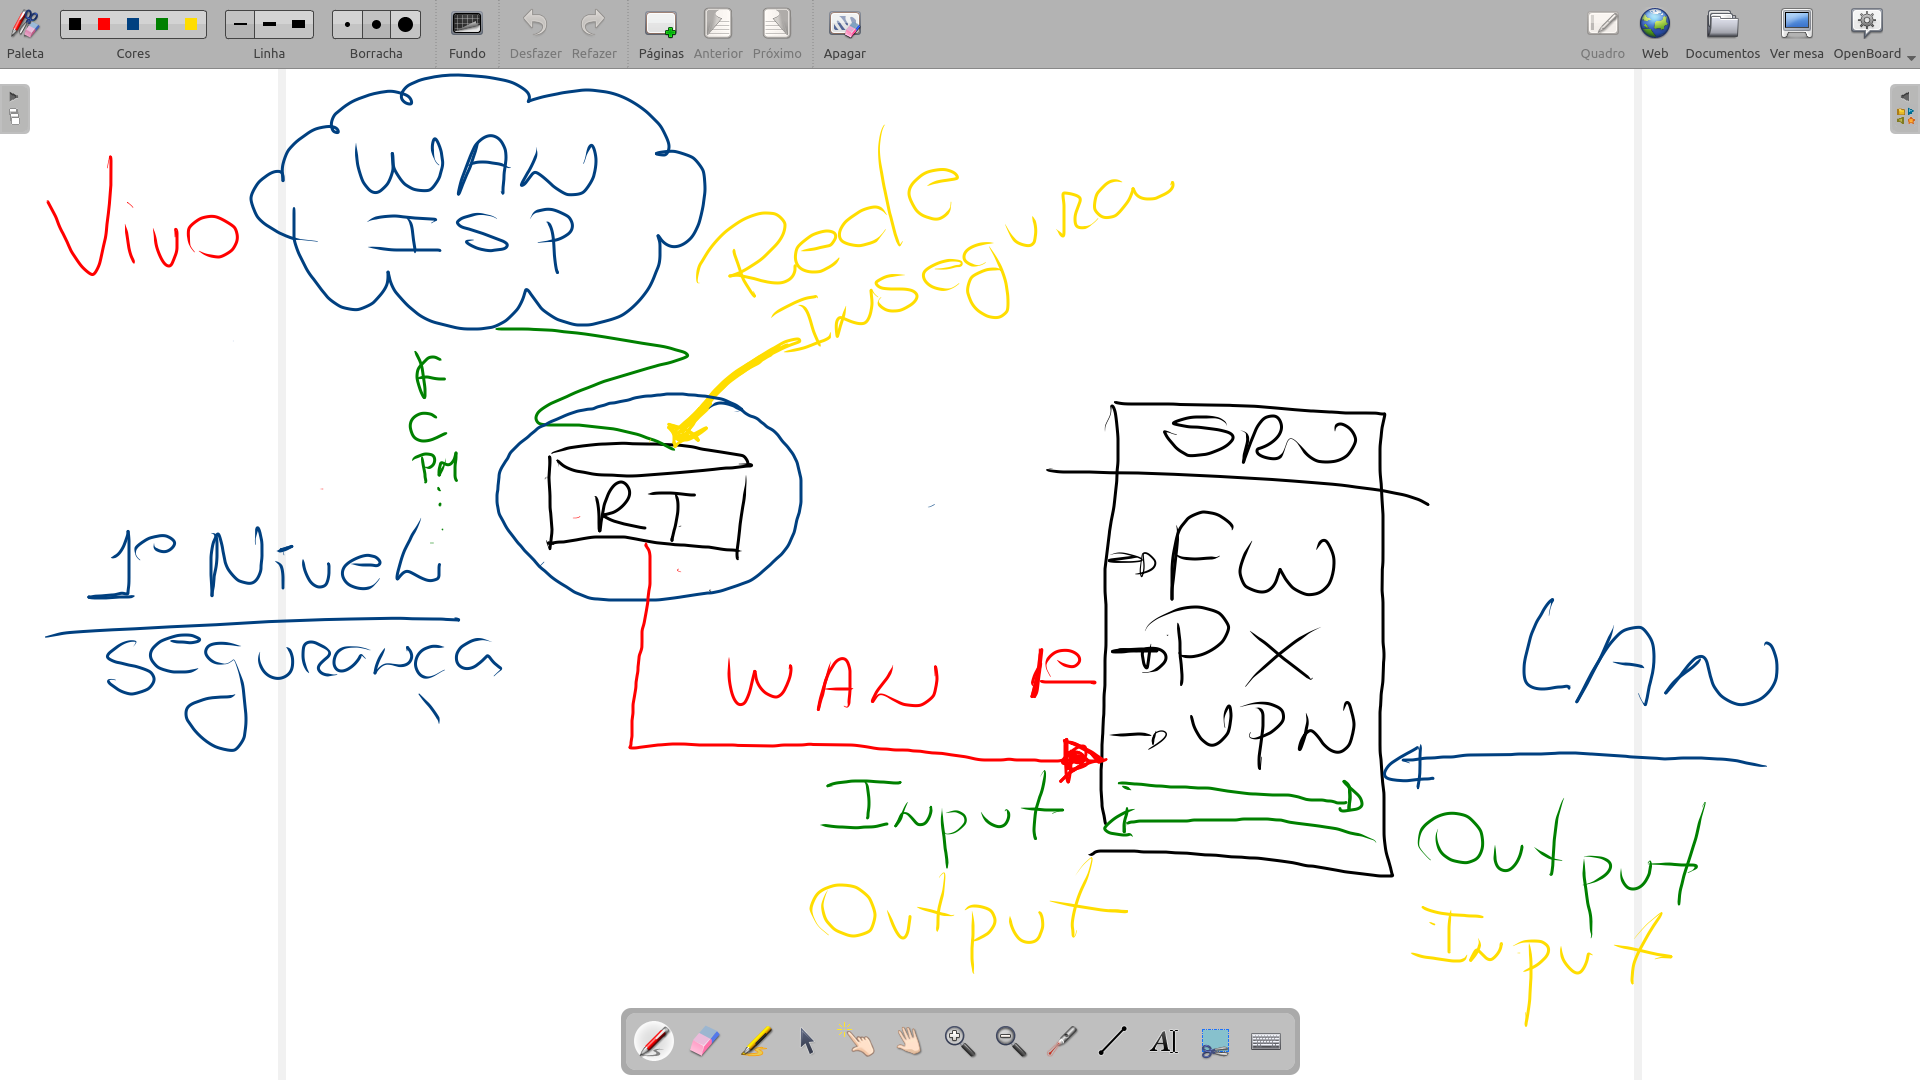 Paleta
Cores
Linha
Borracha
Fundo
Desfazer
Refazer
Páginas
Anterior
Próximo
Apagar
Quadro
Web
Documentos
Ver mesa
OpenBoard
Vivo
WAN
ISP
Rede
Insegura
F
C
PM
RT
1º Nivel
segurança
WAN
SRV
FW
PX
VPN
LAN
Input
Output
Output
Input